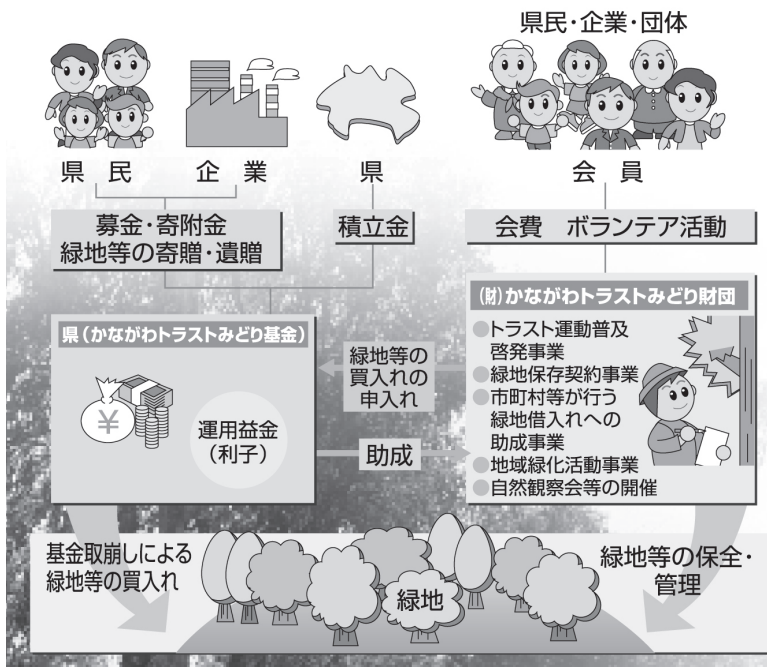 県民・企業・団体
県民
企業
県
会員
募金・寄附金
緑地等の寄贈・遺贈
積立金
会費 ボランテア活動
県(かながわトラストみどり基金)
¥
運用益金
(利子)
緑地等の
買入れの
申入れ
助成
(財)かながわトラストみどり財団
●トラスト運動普及
啓発事業
●緑地保存契約事業
●市町村等が行う
緑地借入れへの
助成事業
●地域緑化活動事業
●自然観察会等の開催
基金取崩しによる
緑地等の買入れ
緑地
緑地等の保全・
管理